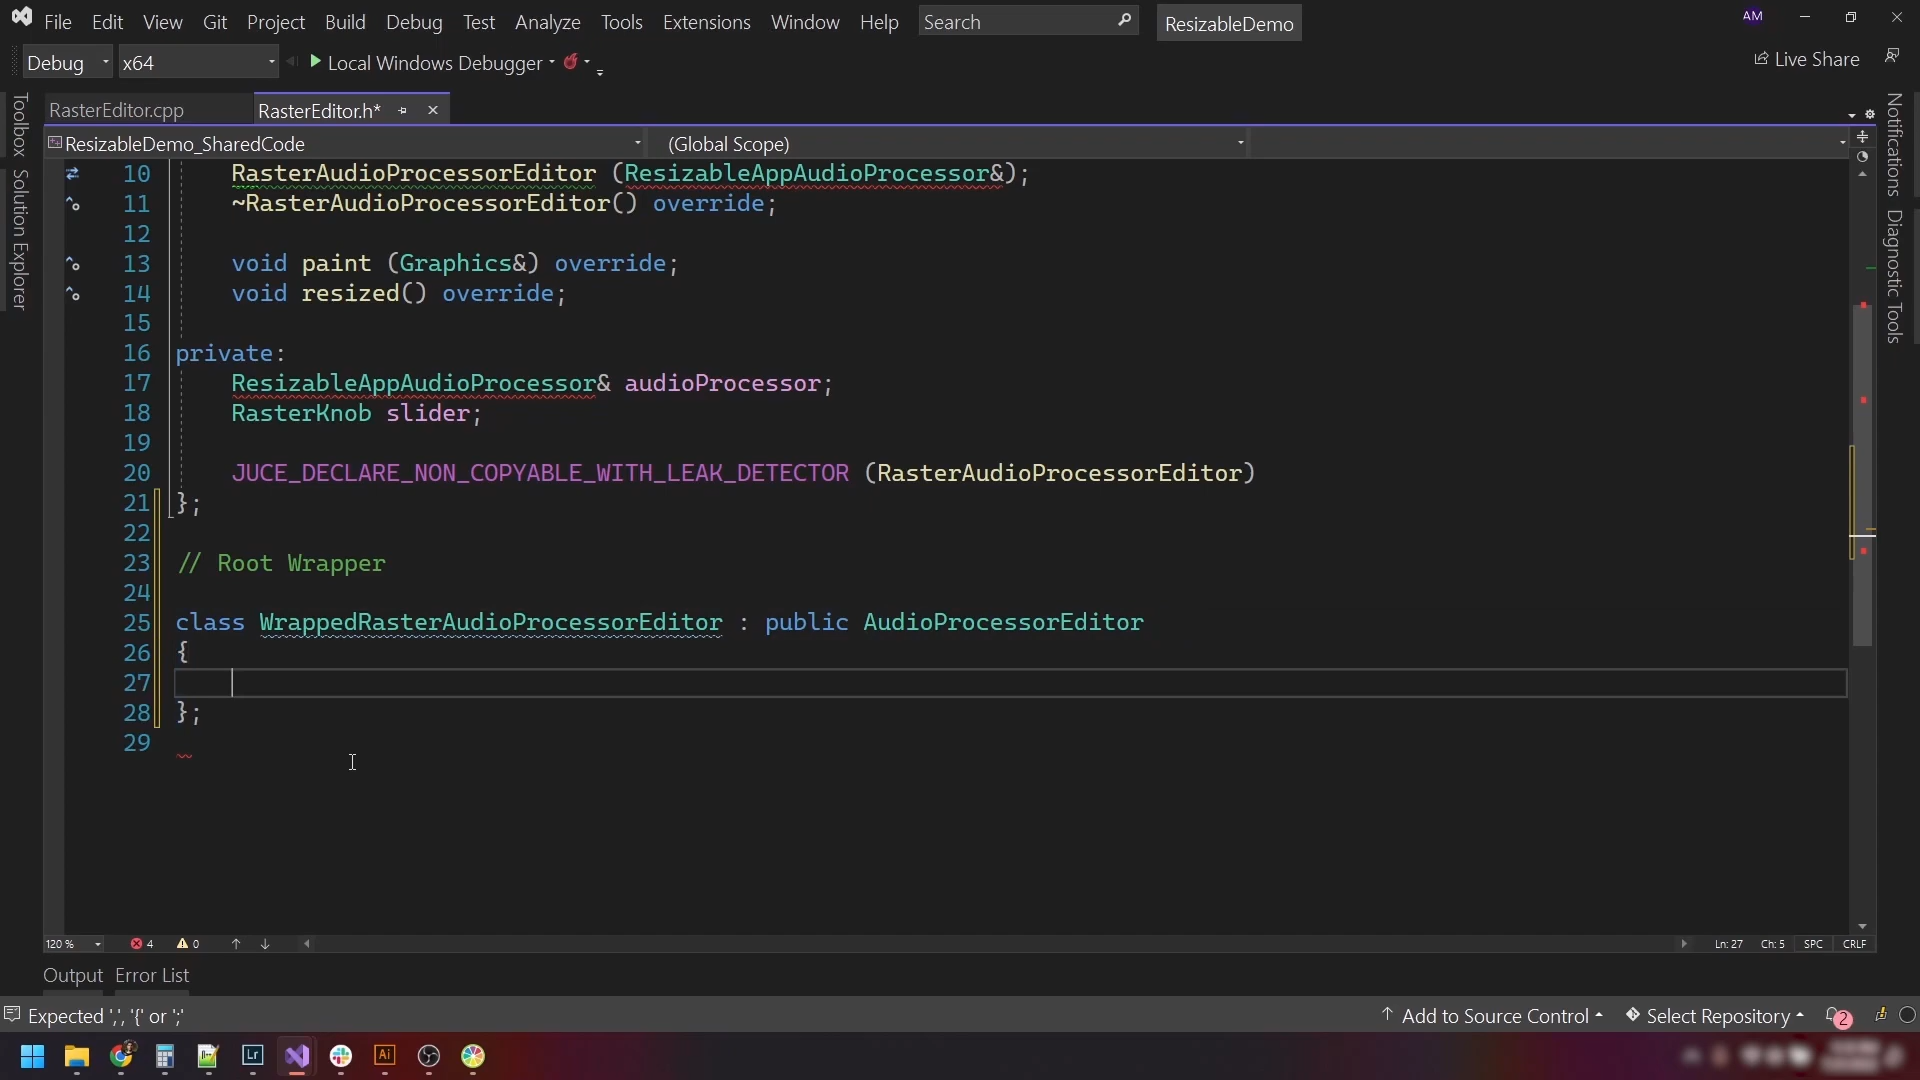 File Edit View Git Project Build Debug Test Analyze Tools Extensions Window Help Search ResizableDemo AM
Debug x64 Local Windows Debugger Live Share
RasterEditor.cpp RasterEditor.h*
ResizableDemo_SharedCode (Global Scope)
Toolbox
Solution Explorer
Notifications
Diagnostic Tools
10 RasterAudioProcessorEditor (ResizableAppAudioProcessor&);
11 ~RasterAudioProcessorEditor() override;
12
13 void paint (Graphics&) override;
14 void resized() override;
15
16 private:
17 ResizableAppAudioProcessor& audioProcessor;
18 RasterKnob slider;
19
20 JUCE_DECLARE_NON_COPYABLE_WITH_LEAK_DETECTOR (RasterAudioProcessorEditor)
21 };
22
23 // Root Wrapper
24
25 class WrappedRasterAudioProcessorEditor : public AudioProcessorEditor
26 {
27
28 };
29
120 % 4 0 Ln: 27 Ch: 5 SPC CRLF
Output Error List
Expected ',', '{' or ';' Add to Source Control Select Repository 2
Lr Ai